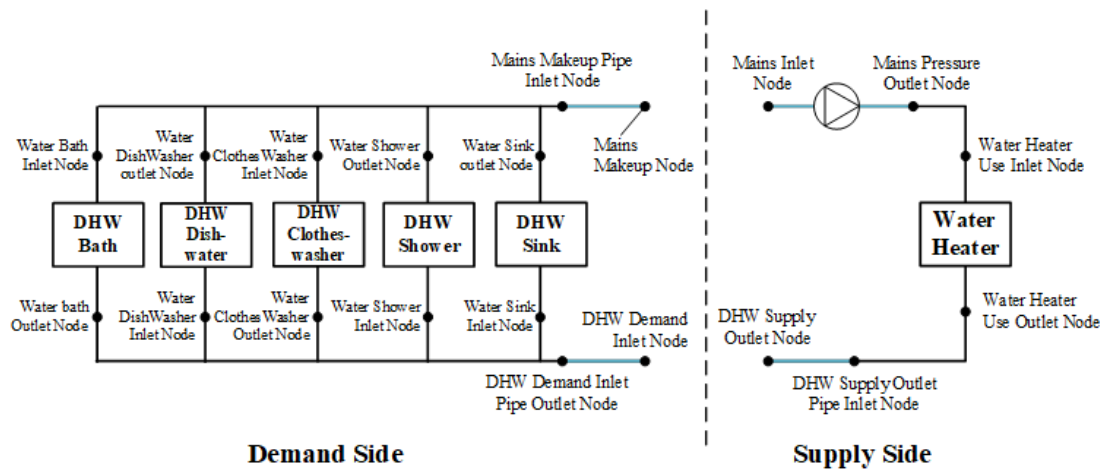 Mains Makeup Pipe
Inlet Node
Mains
Makeup Node
Water Bath
Inlet Node
Water
DishWasher
outlet Node
Water
Clothes Washer
Inlet Node
Water Shower
Outlet Node
Water Sink
outlet Node
DHW
Bath
DHW
Dish-
water
DHW
Clothes-
washer
DHW
Shower
DHW
Sink
Water bath
Outlet Node
Water
DishWasher
Inlet Node
Water
Clothes Washer
Outlet Node
Water Shower
Inlet Node
Water Sink
Inlet Node
DHW Demand
Inlet Node
DHW Demand Inlet
Pipe Outlet Node
Demand Side
Mains Inlet
Node
Mains Pressure
Outlet Node
Water Heater
Use Inlet Node
Water
Heater
Water Heater
Use Outlet Node
DHW Supply
Outlet Node
DHW Supply Outlet
Pipe Inlet Node
Supply Side